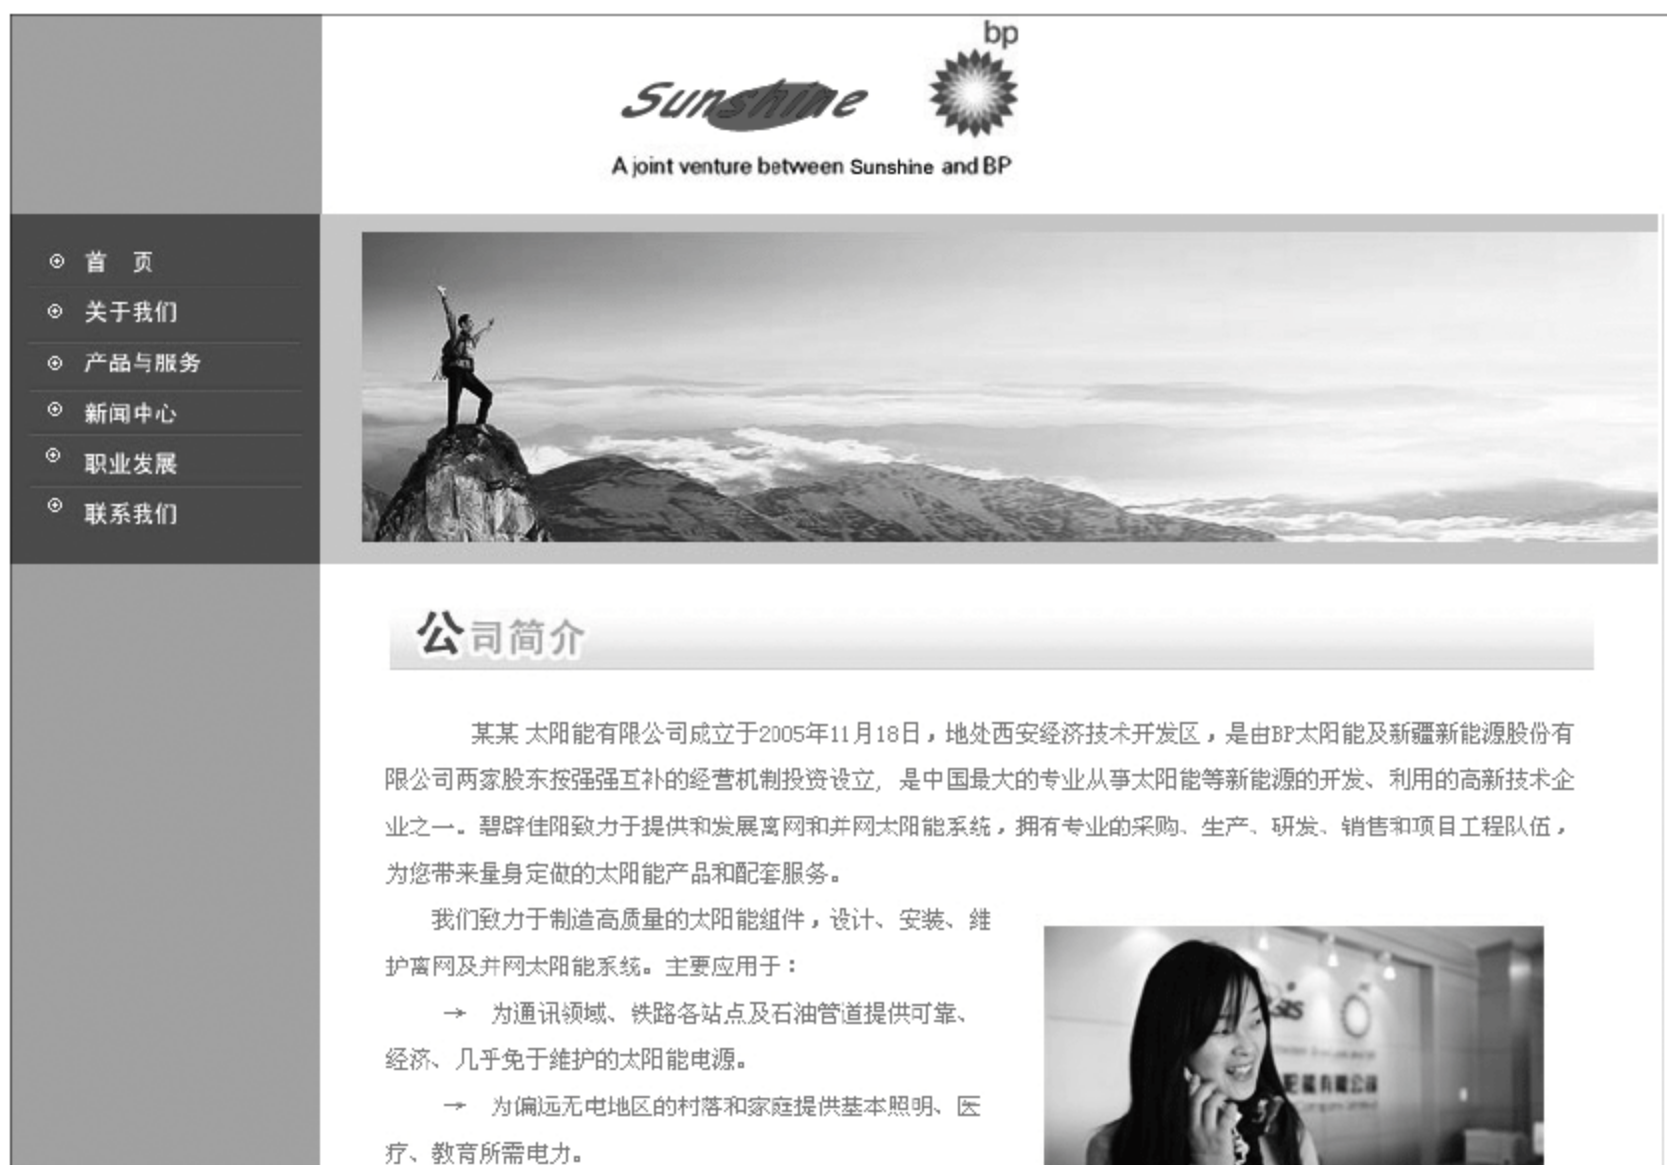 bp
Sunshine
A joint venture between Sunshine and BP
首 页
关于我们
产品与服务
新闻中心
职业发展
联系我们
公司简介
某某 太阳能有限公司成立于2005年11月18日，地处西安经济技术开发区，是由BP太阳能及新疆新能源股份有
限公司两家股东按强强互补的经营机制投资设立，是中国最大的专业从事太阳能等新能源的开发、利用的高新技术企
业之一。碧辟佳阳致力于提供和发展离网和并网太阳能系统，拥有专业的采购、生产、研发、销售和项目工程队伍，
为您带来量身定做的太阳能产品和配套服务。
我们致力于制造高质量的太阳能组件，设计、安装、维
护离网及并网太阳能系统。主要应用于：
→ 为通讯领域、铁路各站点及石油管道提供可靠、
经济、几乎免于维护的太阳能电源。
→ 为偏远无电地区的村落和家庭提供基本照明、医
疗、教育所需电力。
能有限公司